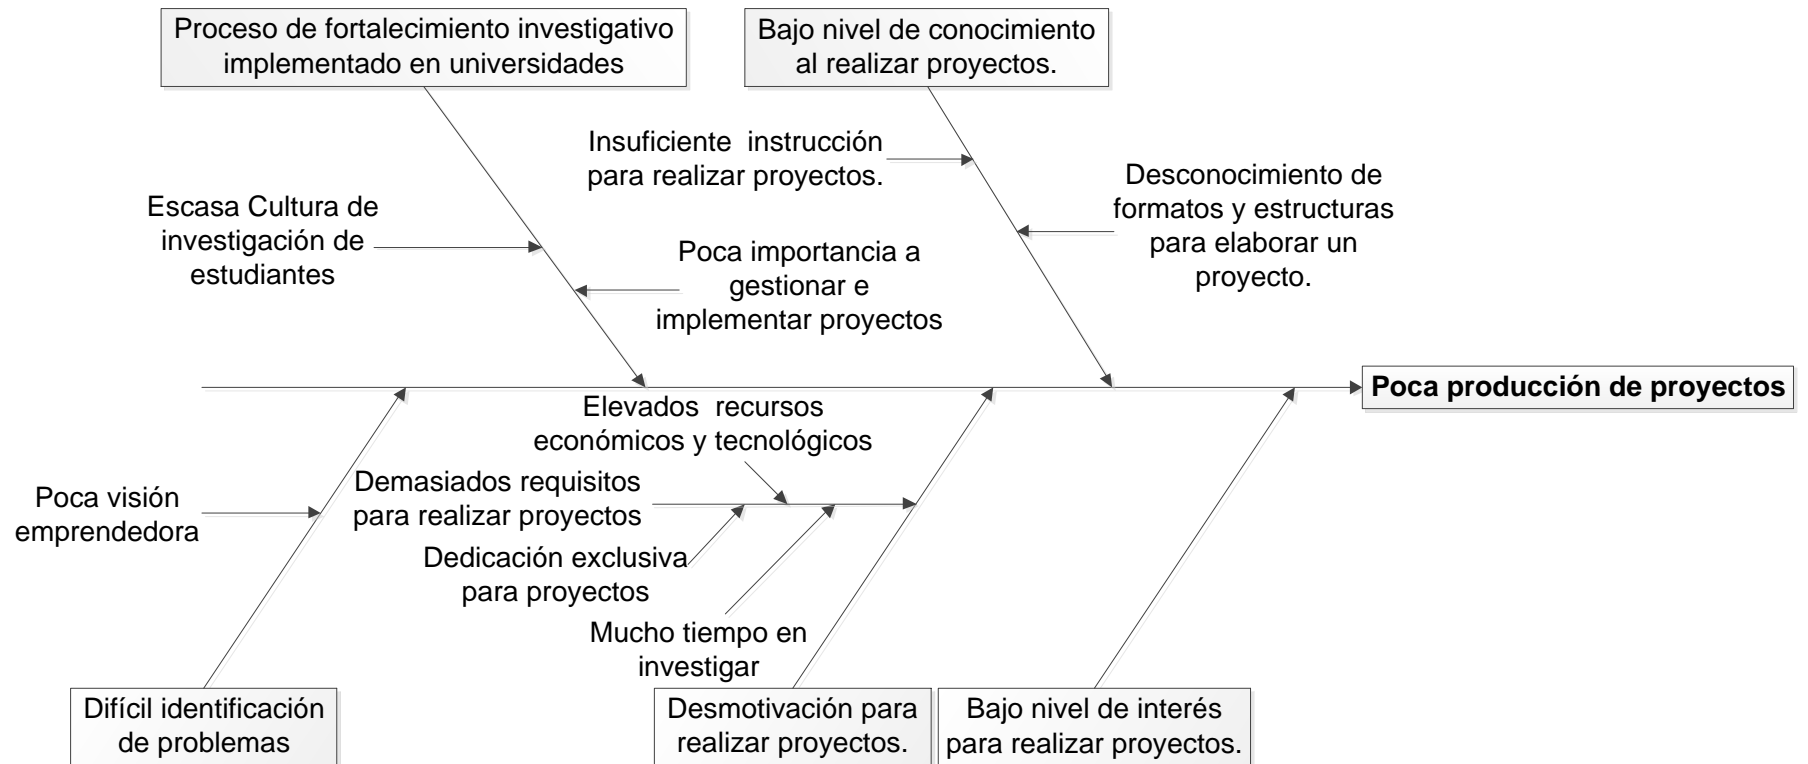 Proceso de fortalecimiento investigativo
implementado en universidades
Bajo nivel de conocimiento
al realizar proyectos.
Insuficiente  instrucción
para realizar proyectos.
Desconocimiento de
formatos y estructuras
para elaborar un
proyecto.
Escasa Cultura de
investigación de
estudiantes
Poca importancia a
gestionar e
implementar proyectos
Poca producción de proyectos
Elevados  recursos
económicos y tecnológicos
Demasiados requisitos
para realizar proyectos
Poca visión
emprendedora
Dedicación exclusiva
para proyectos
Mucho tiempo en
investigar
Difícil identificación
de problemas
Desmotivación para
realizar proyectos.
Bajo nivel de interés
para realizar proyectos.